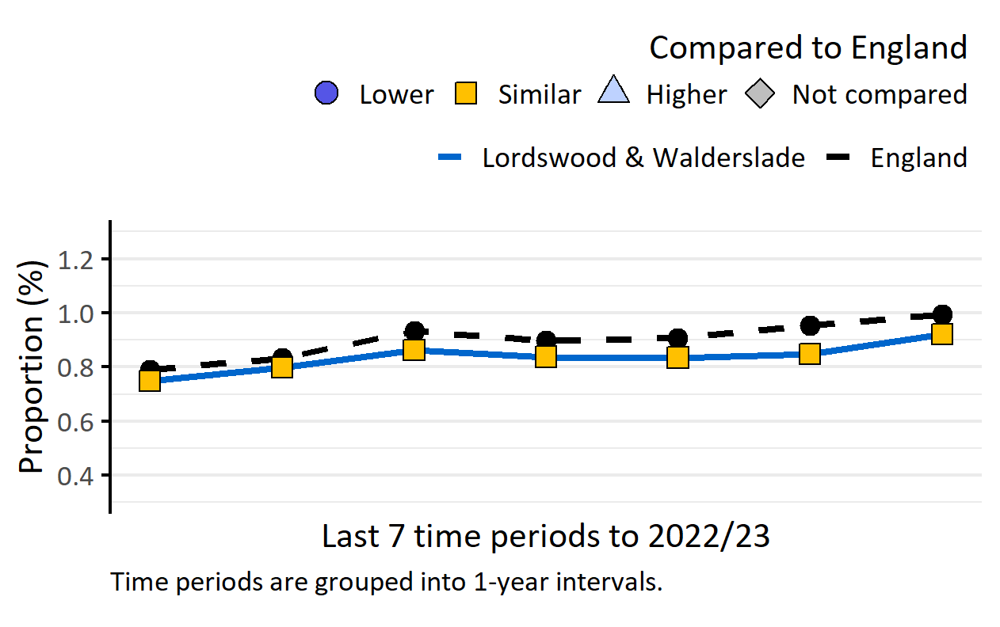 Compared to England
Lower Similar Higher Not compared
Lordswood & Walderslade England
Proportion (%)
1.2
1.0
0.8
0.6
0.4
Last 7 time periods to 2022/23
Time periods are grouped into 1-year intervals.